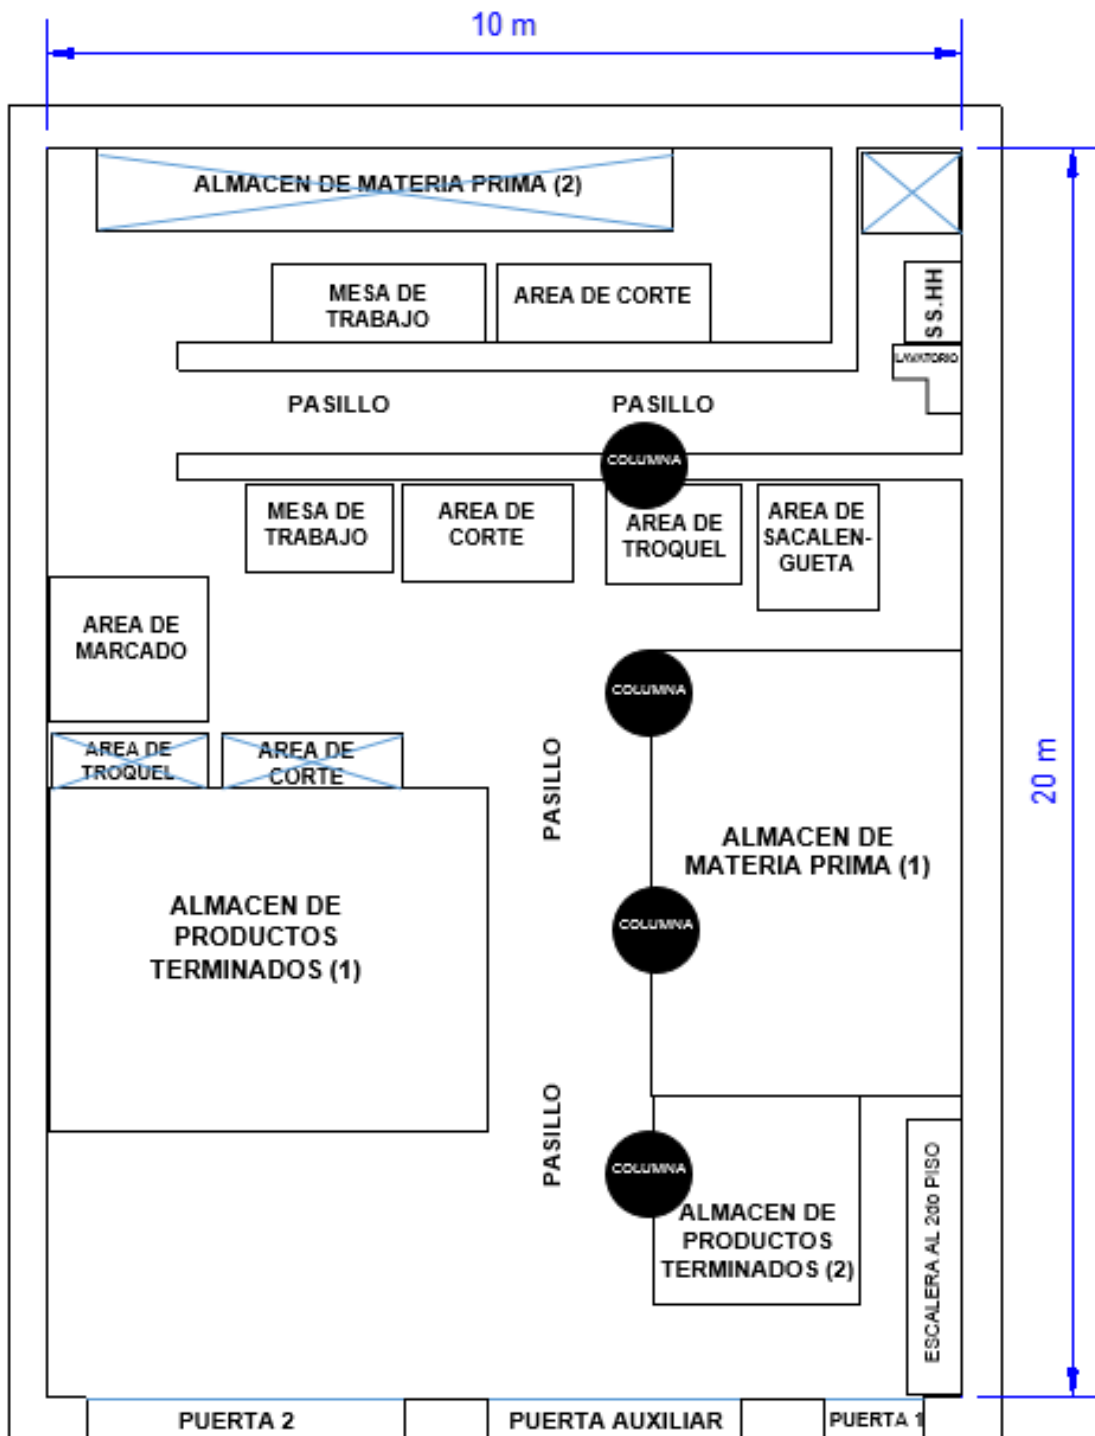 10 m
ALMACEN DE MATERIA PRIMA (2)
MESA DE
TRABAJO
AREA DE CORTE
SS.HH
LAVATORIO
PASILLO
PASILLO
COLUMNA
MESA DE
TRABAJO
AREA DE
CORTE
AREA DE
TROQUEL
AREA DE
SACALEN-
GUETA
AREA DE
MARCADO
COLUMNA
AREA DE
TROQUEL
AREA DE
CORTE
PASILLO
20 m
ALMACEN DE
MATERIA PRIMA (1)
ALMACEN DE
PRODUCTOS
TERMINADOS (1)
COLUMNA
PASILLO
COLUMNA
ALMACEN DE
PRODUCTOS
TERMINADOS (2)
ESCALERA AL 2do PISO
PUERTA 2
PUERTA AUXILIAR
PUERTA 1